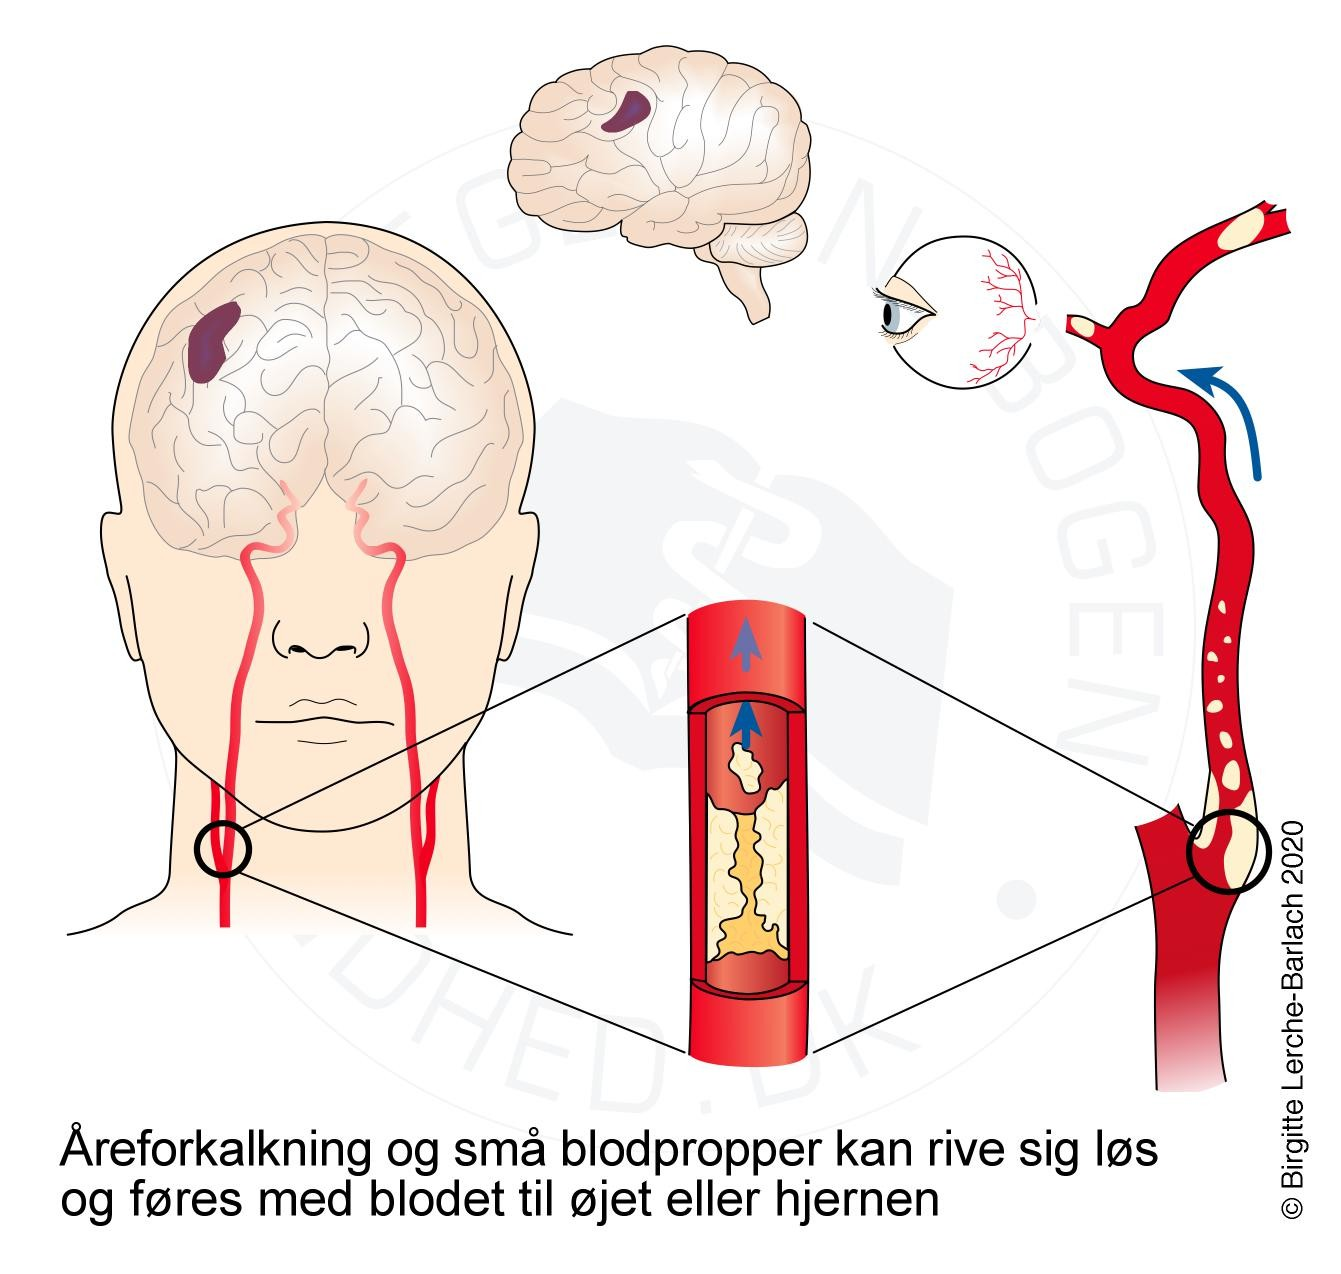 Åreforkalkning og små blodpropper kan rive sig løs
og føres med blodet til øjet eller hjernen
© Birgitte Lerche-Barlach 2020